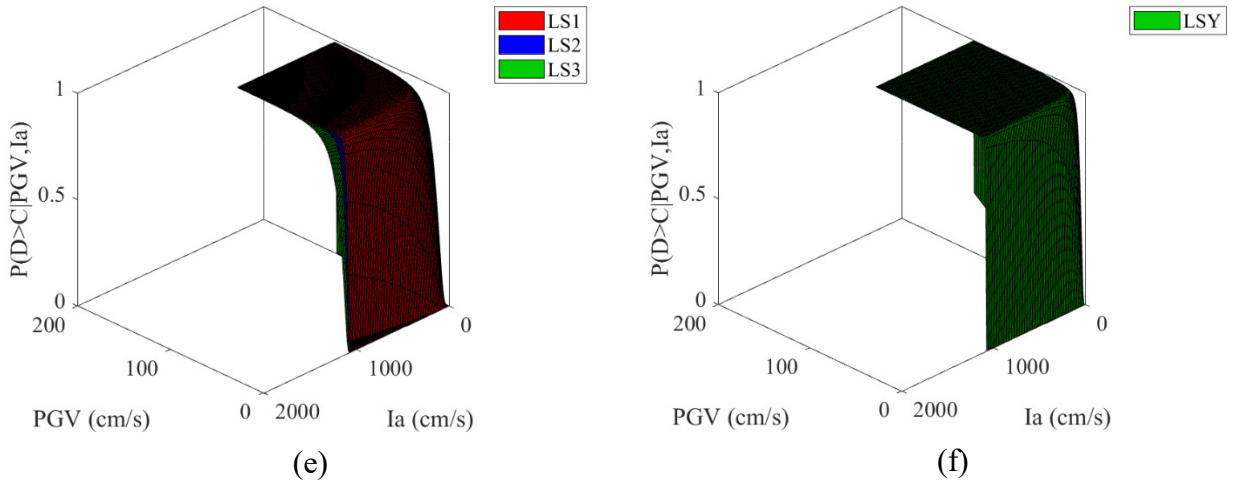 LS1
LS2
LS3
P(D>C|PGV,Ia)
1
0.5
0
200
100
0
PGV (cm/s)
2000
1000
0
Ia (cm/s)
(e)
LSY
P(D>C|PGV,Ia)
1
0.5
0
200
100
0
PGV (cm/s)
2000
1000
0
Ia (cm/s)
(f)